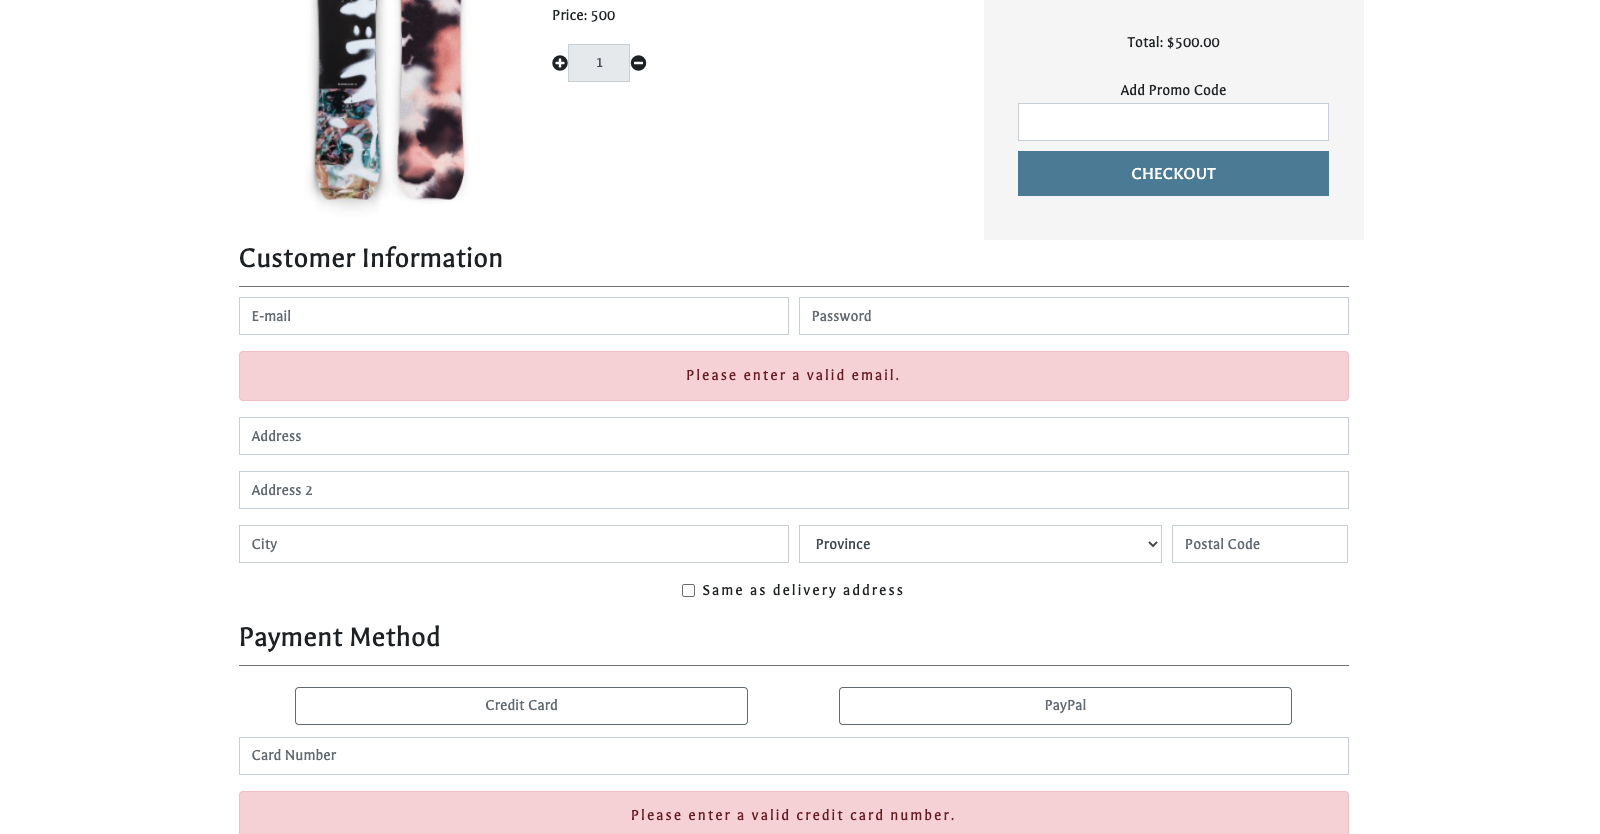 Price: 500
1
Total: $500.00
Add Promo Code
CHECKOUT
Customer Information
E-mail
Password
Please enter a valid email.
Address
Address 2
City
Province
Postal Code
Same as delivery address
Payment Method
Credit Card
PayPal
Card Number
Please enter a valid credit card number.